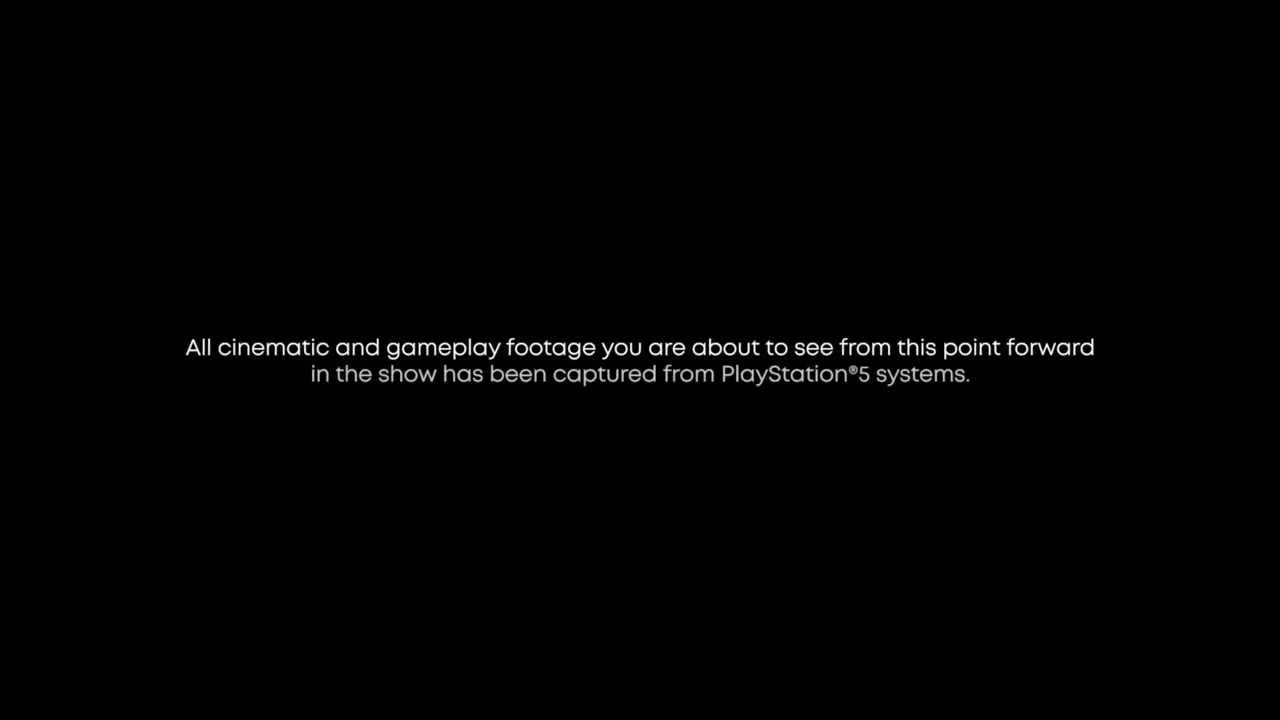 All cinematic and gameplay footage you are about to see from this point forward
in the show has been captured from PlayStation®5 systems.